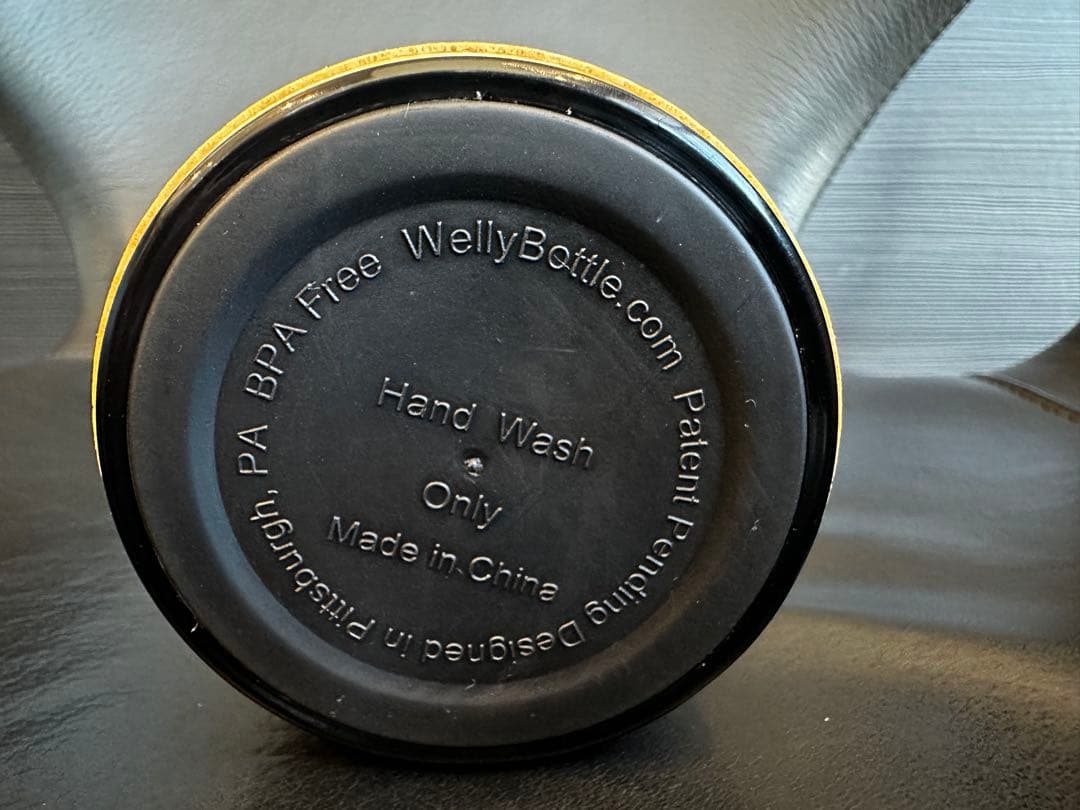 WellyBottle.com Patent Pending Designed in Pittsburgh, PA BPA Free
Hand Wash
Only
Made in China